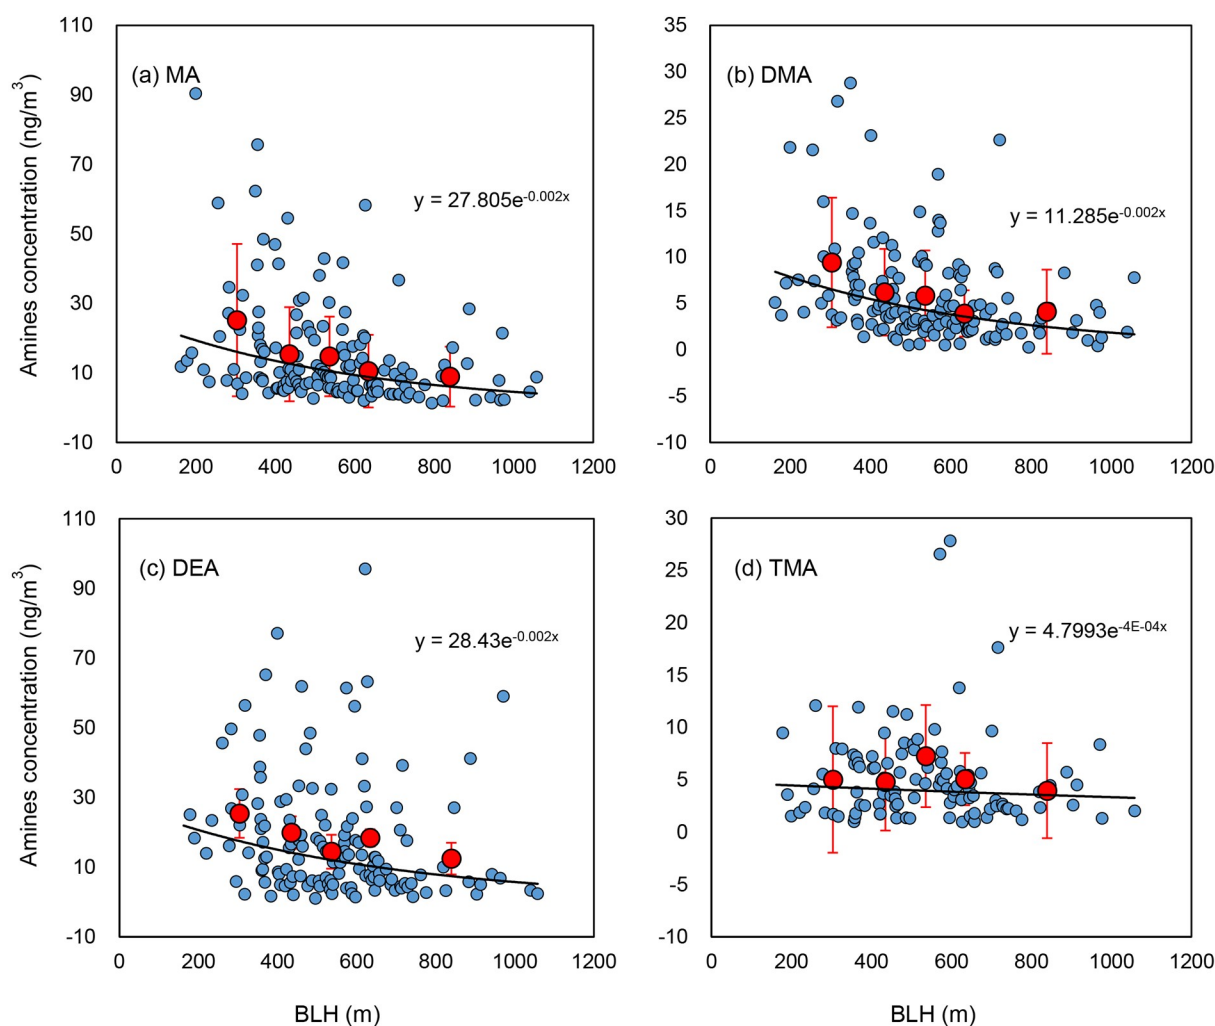 110
90
70
50
30
10
-10
Amines concentration (ng/m³)
(a) MA
y = 27.805e^-0.002x
0 200 400 600 800 1000 1200
35
30
25
20
15
10
5
0
-5
-10
(b) DMA
y = 11.285e^-0.002x
0 200 400 600 800 1000 1200
110
90
70
50
30
10
-10
Amines concentration (ng/m³)
(c) DEA
y = 28.43e^-0.002x
0 200 400 600 800 1000 1200
BLH (m)
30
25
20
15
10
5
0
-5
-10
(d) TMA
y = 4.7993e^-4E-04x
0 200 400 600 800 1000 1200
BLH (m)